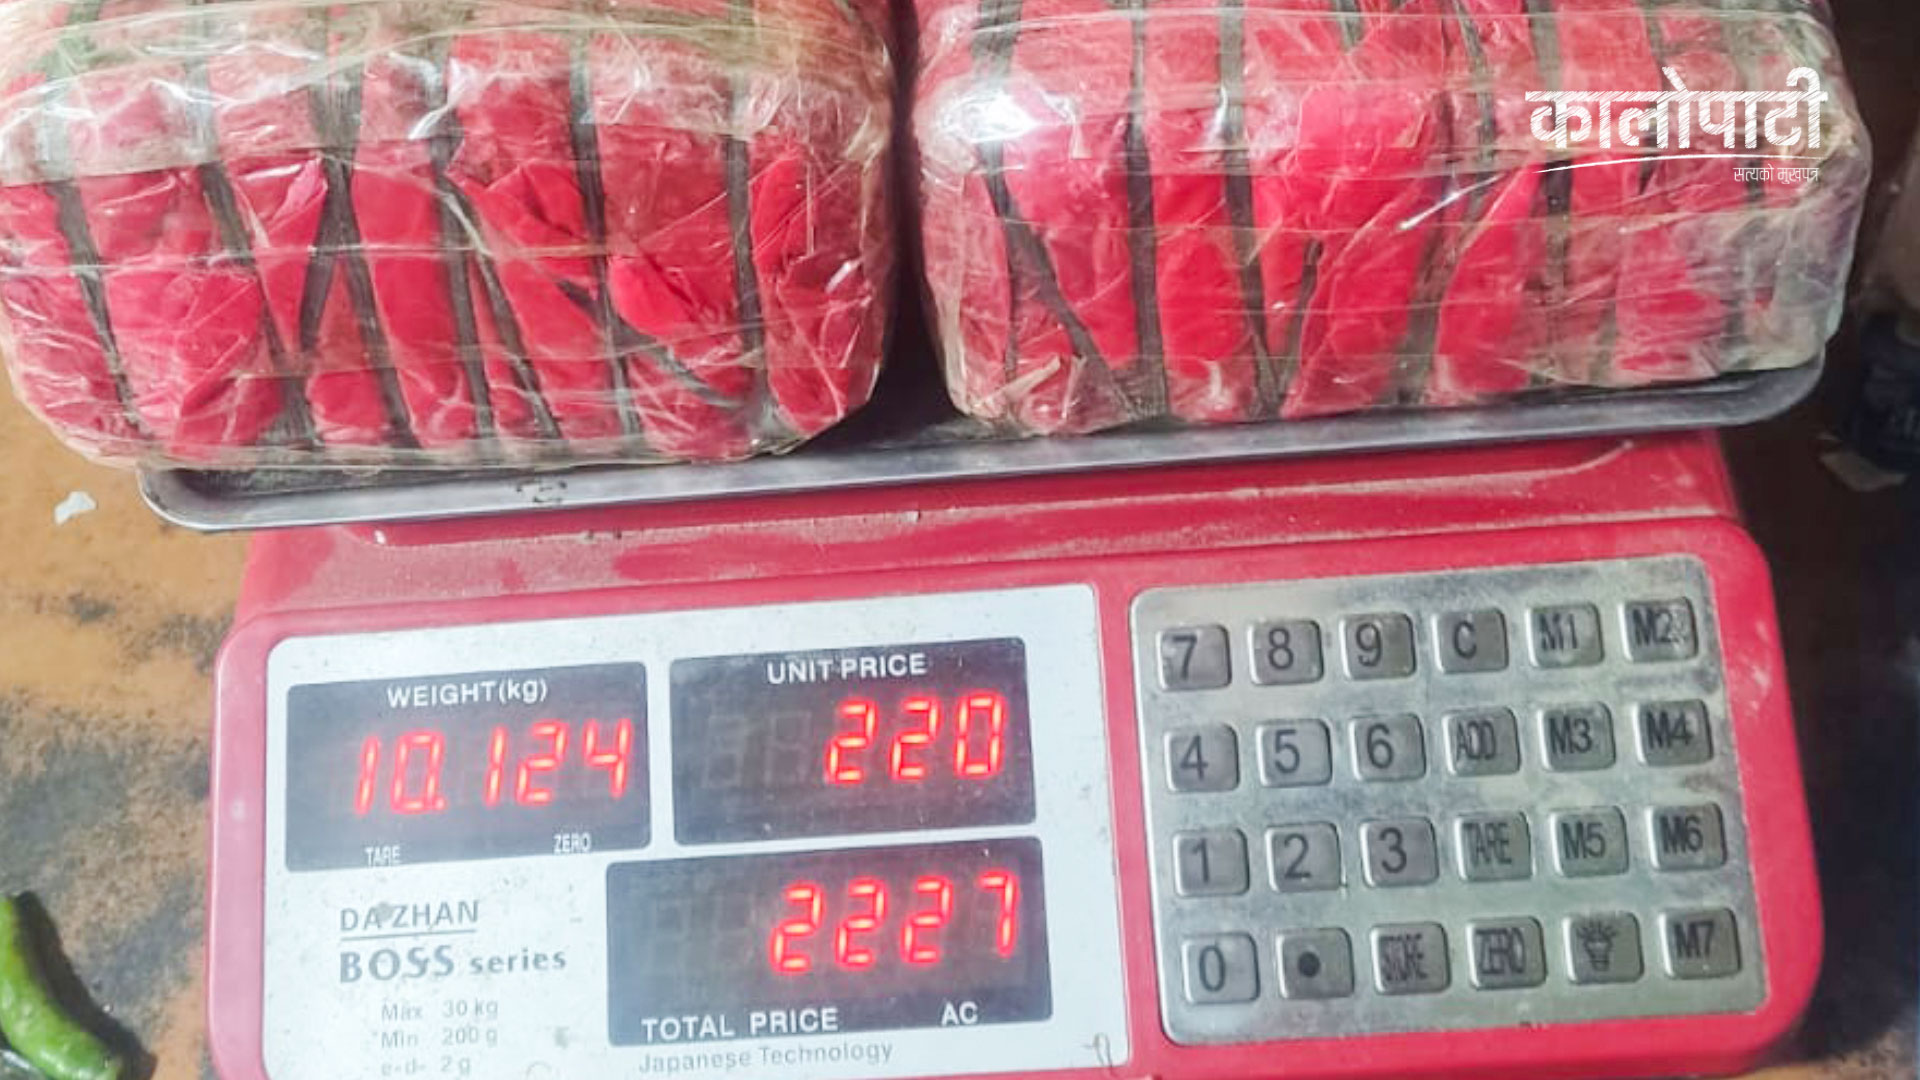 कालोपाटी
सत्यको मुखपत्र
WEIGHT(kg)
10.124
TARE ZERO
UNIT PRICE
220
2227
TOTAL PRICE AC
DAZHAN
BOSS series
Max 30 kg
Min 200 g
e-d- 2 g
Japanese Technology
7 8 9 C M1 M2
4 5 6 ADD M3 M4
1 2 3 TARE M5 M6
0 • STORE ZERO M7